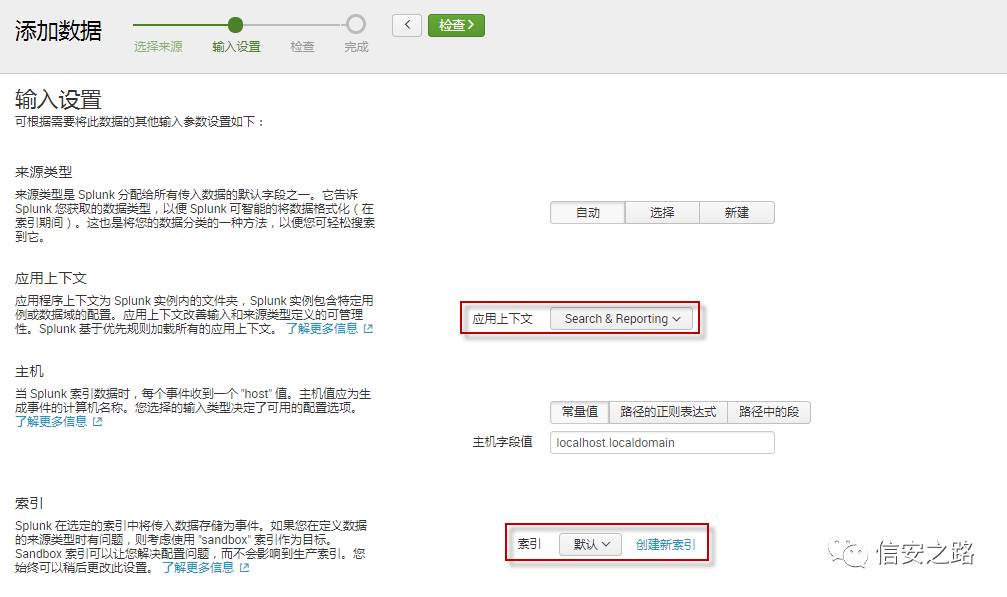 添加数据
选择来源 输入设置 检查 完成
< 检查 >
输入设置
可根据需要将此数据的其他输入参数设置如下：
来源类型
来源类型是 Splunk 分配给所有传入数据的默认字段之一。它告诉
Splunk 您获取的数据类型，以便 Splunk 可智能的将数据格式化（在
索引期间）。这也是将您的数据分类的一种方法，以便您可轻松搜索
到它。
自动 选择 新建
应用上下文
应用程序上下文为 Splunk 实例内的文件夹，Splunk 实例包含特定用
例或数据域的配置。应用上下文改善输入和来源类型定义的可管理
性。Splunk 基于优先规则加载所有的应用上下文。 了解更多信息
应用上下文 Search & Reporting
主机
当 Splunk 索引数据时，每个事件收到一个 "host" 值。主机值应为生
成事件的计算机名称。您选择的输入类型决定了可用的配置选项。
了解更多信息
常量值 路径的正则表达式 路径中的段
主机字段值 localhost.localdomain
索引
Splunk 在选定的索引中将传入数据存储为事件。如果您在定义数据
的来源类型时有问题，则考虑使用 "sandbox" 索引作为目标。
Sandbox 索引可以让您解决配置问题，而不会影响到生产索引。您
始终可以稍后更改此设置。 了解更多信息
索引 默认 创建新索引
信安之路